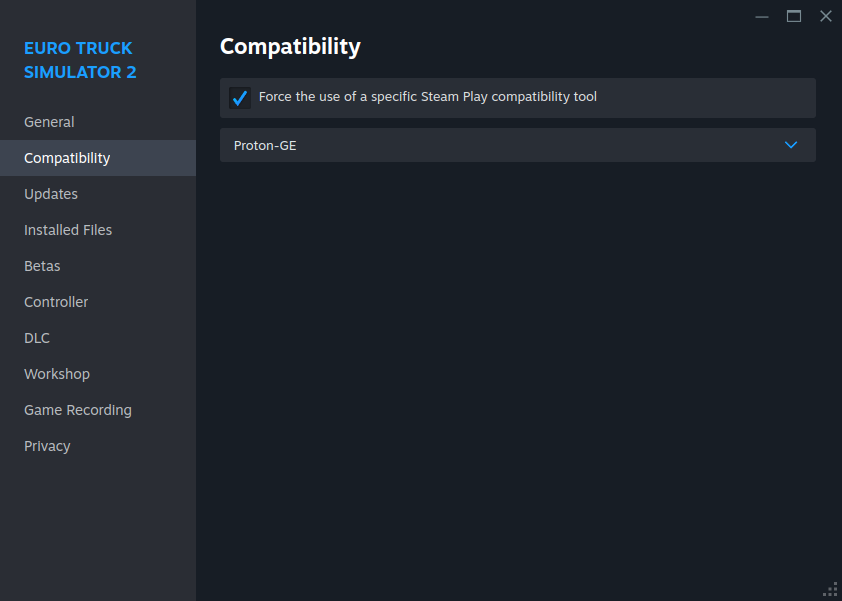 EURO TRUCK
SIMULATOR 2
General
Compatibility
Updates
Installed Files
Betas
Controller
DLC
Workshop
Game Recording
Privacy
Compatibility
Force the use of a specific Steam Play compatibility tool
Proton-GE